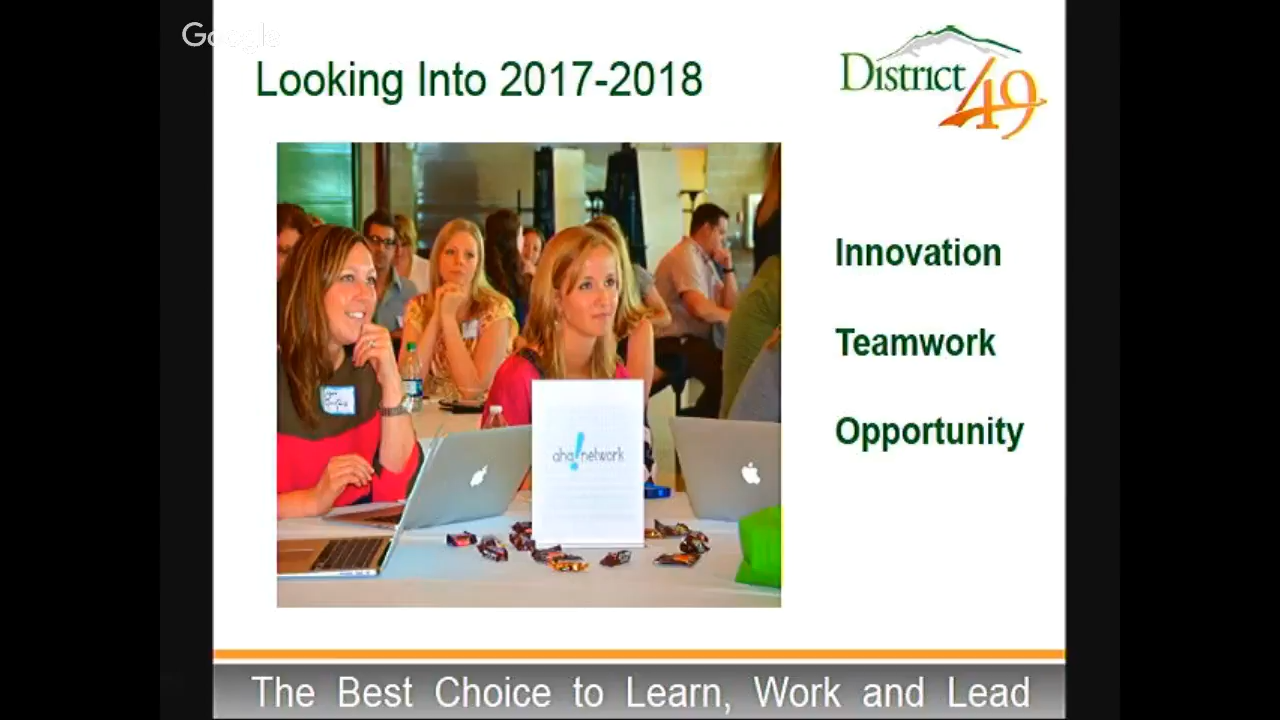 Google
Looking Into 2017-2018
District
49
Innovation
Teamwork
Opportunity
aha!network
The Best Choice to Learn, Work and Lead